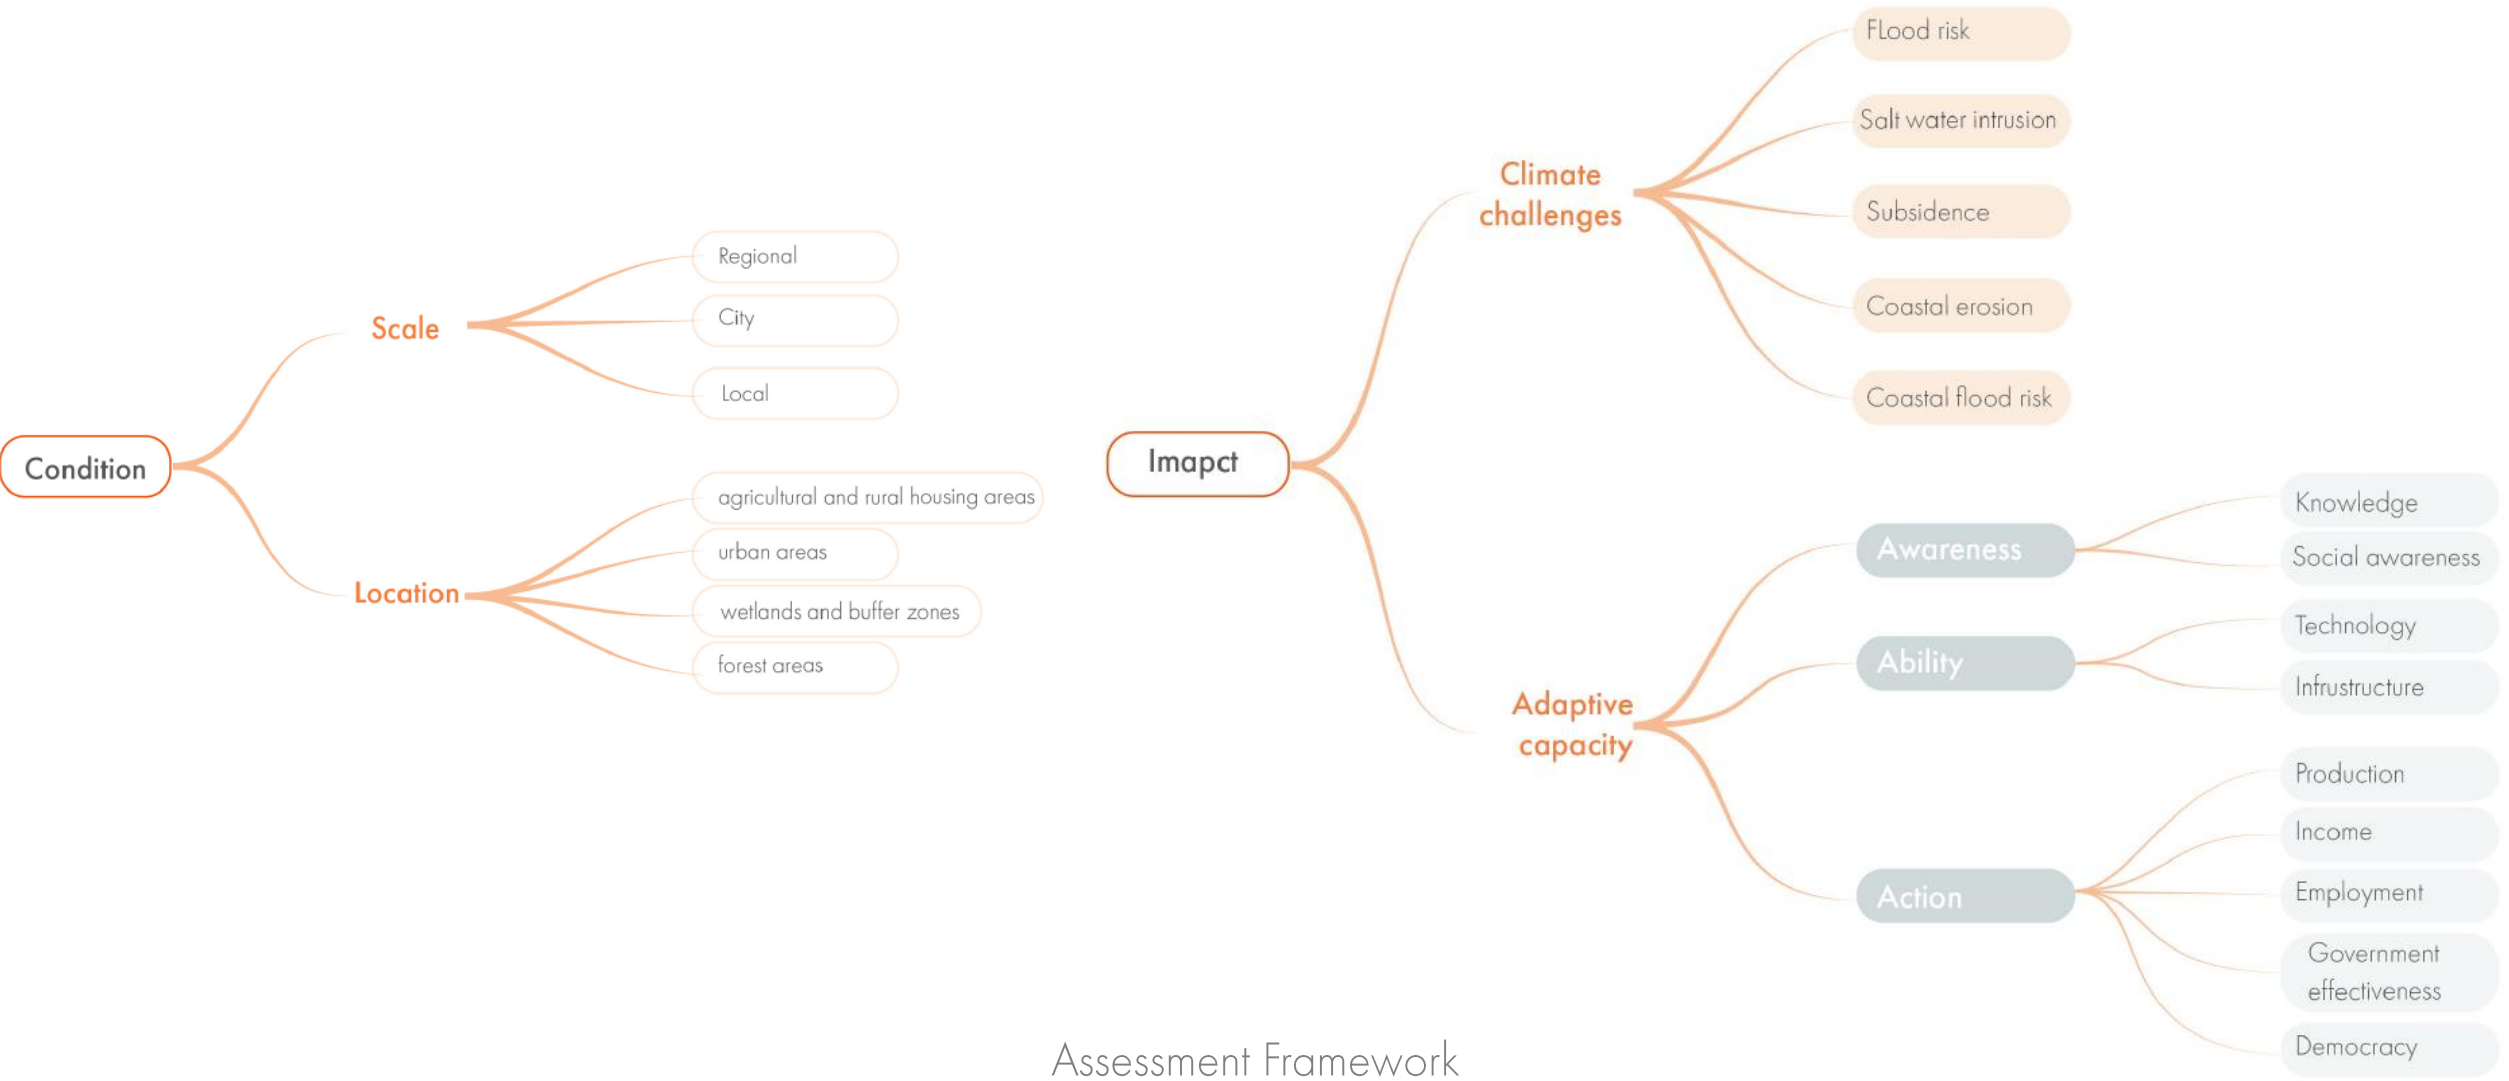 Condition
Scale
Regional
City
Local
Location
agricultural and rural housing areas
urban areas
wetlands and buffer zones
forest areas
Imapct
Climate
challenges
FLood risk
Salt water intrusion
Subsidence
Coastal erosion
Coastal flood risk
Adaptive
capacity
Awareness
Knowledge
Social awareness
Ability
Technology
Infrustructure
Action
Production
Income
Employment
Government
effectiveness
Democracy
Assessment Framework